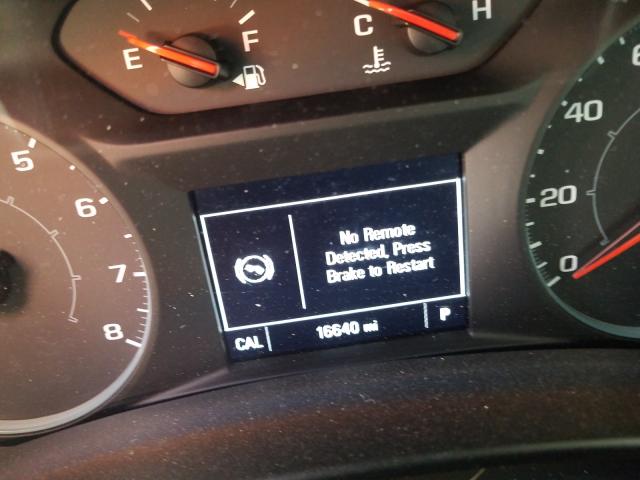 E F
C H
5
6
7
8
No Remote
Detected, Press
Brake to Restart
CAL 16640 mi P
40
20
0